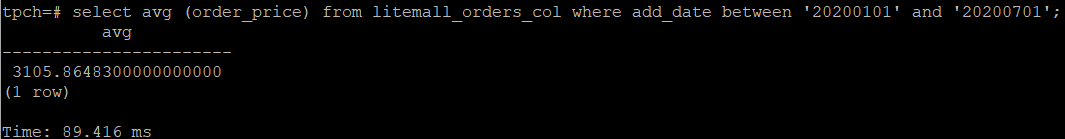 tpch=# select avg (order_price) from litemall_orders_col where add_date between '20200101' and '20200701';
avg
-----------------------
3105.8648300000000000
(1 row)
Time: 89.416 ms